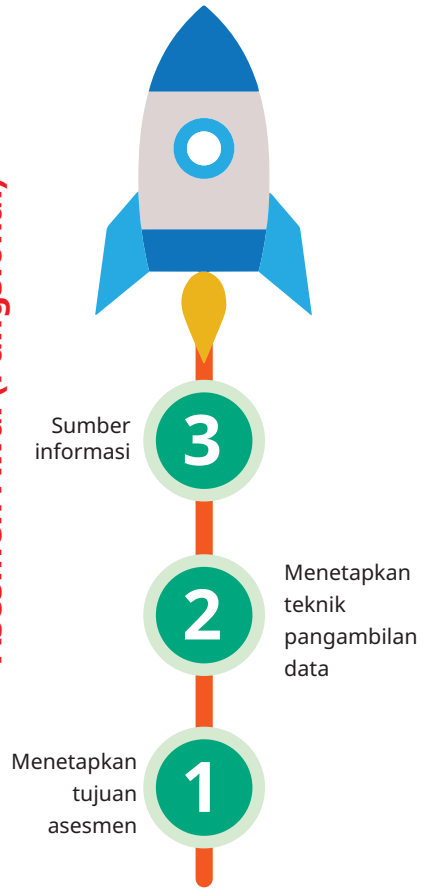 3
Sumber
informasi
2
Menetapkan
teknik
pangambilan
data
1
Menetapkan
tujuan
asesmen